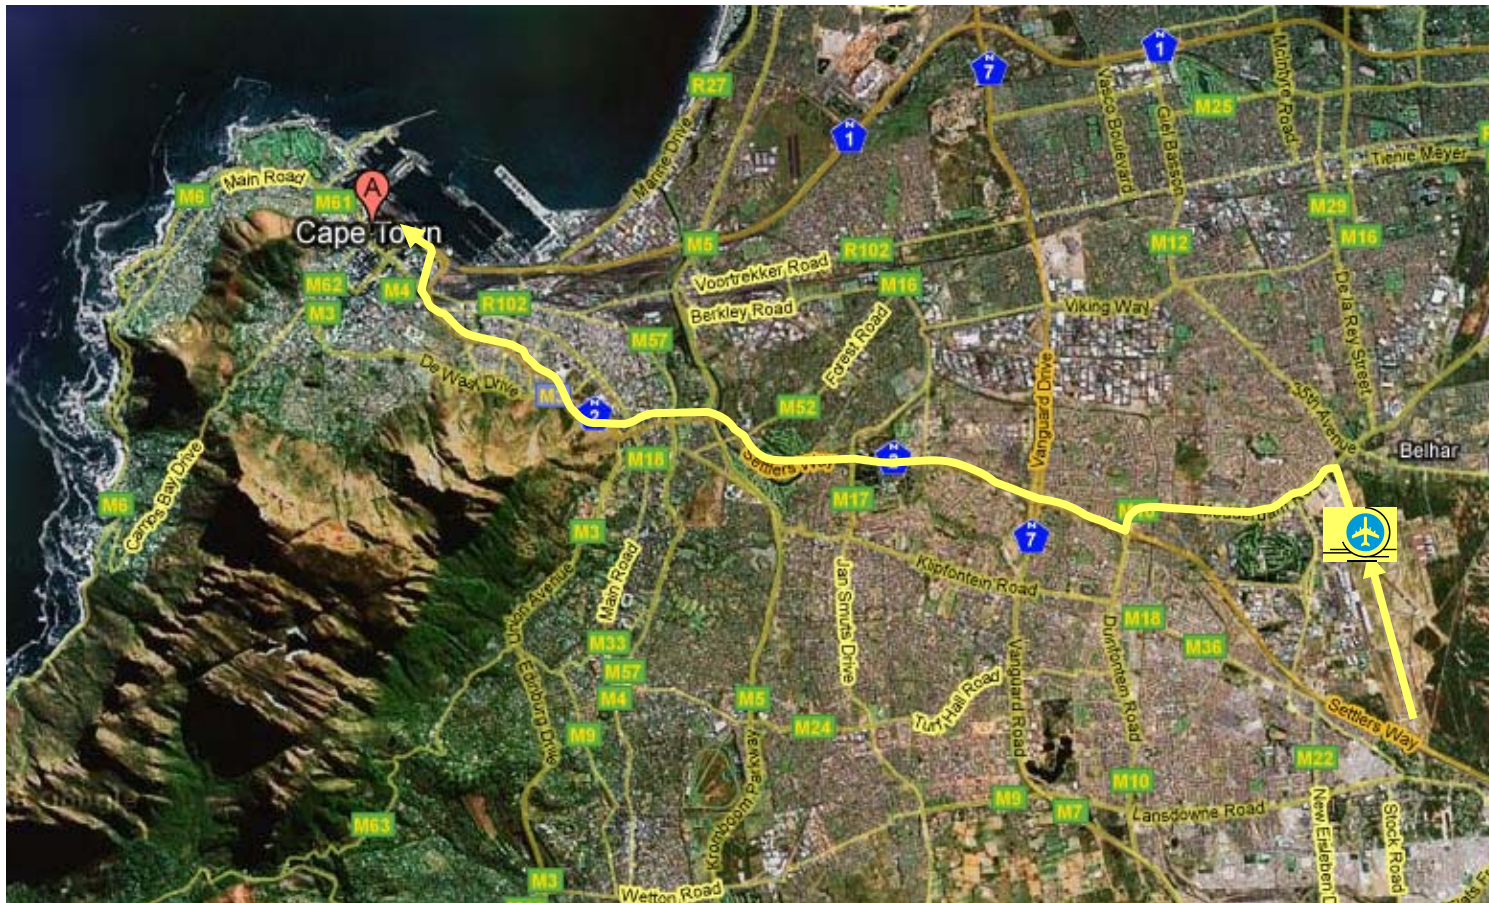 R27
N
1
N
7
N
1
M25
Vasco Boulevard
Giel Basson
McIntyre Road
Tienie Meyer
Marine Drive
Main Road
M6
M61
A
Cape Town
M5
R102
Voortrekker Road
M12
M29
M16
M62
M4
R102
M16
Berkley Road
Viking Way
M3
M57
Forest Road
De la Rey Street
De Waal Drive
2
M52
Vanguard Drive
35th Avenue
Belhar
M18
Settlers Way
N
M6
Camps Bay Drive
M17
M3
N
7
Klipfontein Road
Union Avenue
Main Road
Jan Smuts Drive
M18
M33
M36
Duinfontein Road
Vanguard Road
M57
M4
M5
Edinburg Drive
Turf Hall Road
M9
M24
Settlers Way
M22
M10
M9
M7
Lansdowne Road
New Eisleben D
Stock Road
M63
Kromboom Parkway
M3
Wetton Road